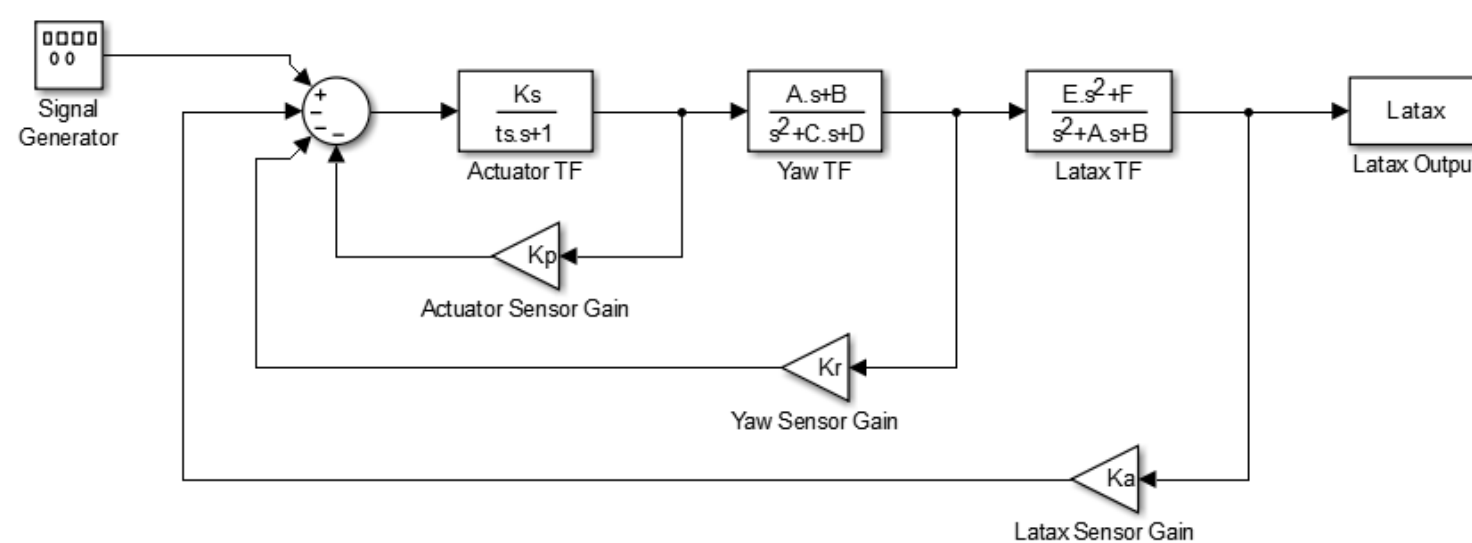 Signal
Generator
+
−
−
−
Ks
ts.s+1
Actuator TF
A.s+B
s²+C.s+D
Yaw TF
E.s²+F
s²+A.s+B
Latax TF
Latax
Latax Outpu
Kp
Actuator Sensor Gain
Kr
Yaw Sensor Gain
Ka
Latax Sensor Gain